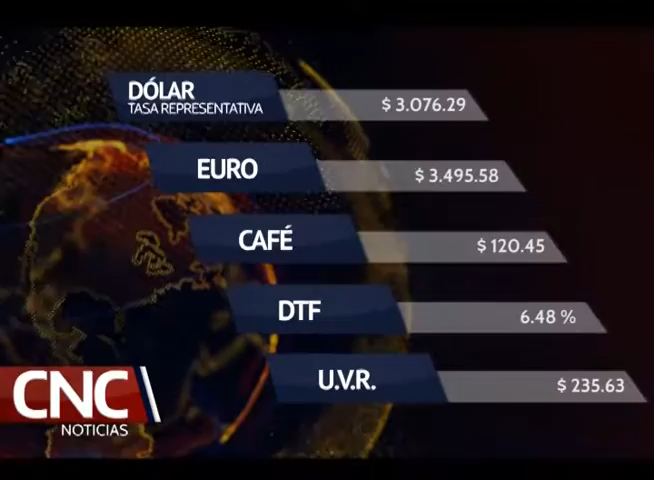 DÓLAR
TASA REPRESENTATIVA
$ 3.076.29
EURO
$ 3.495.58
CAFÉ
$ 120.45
DTF
6.48 %
U.V.R.
$ 235.63
CNC
NOTICIAS